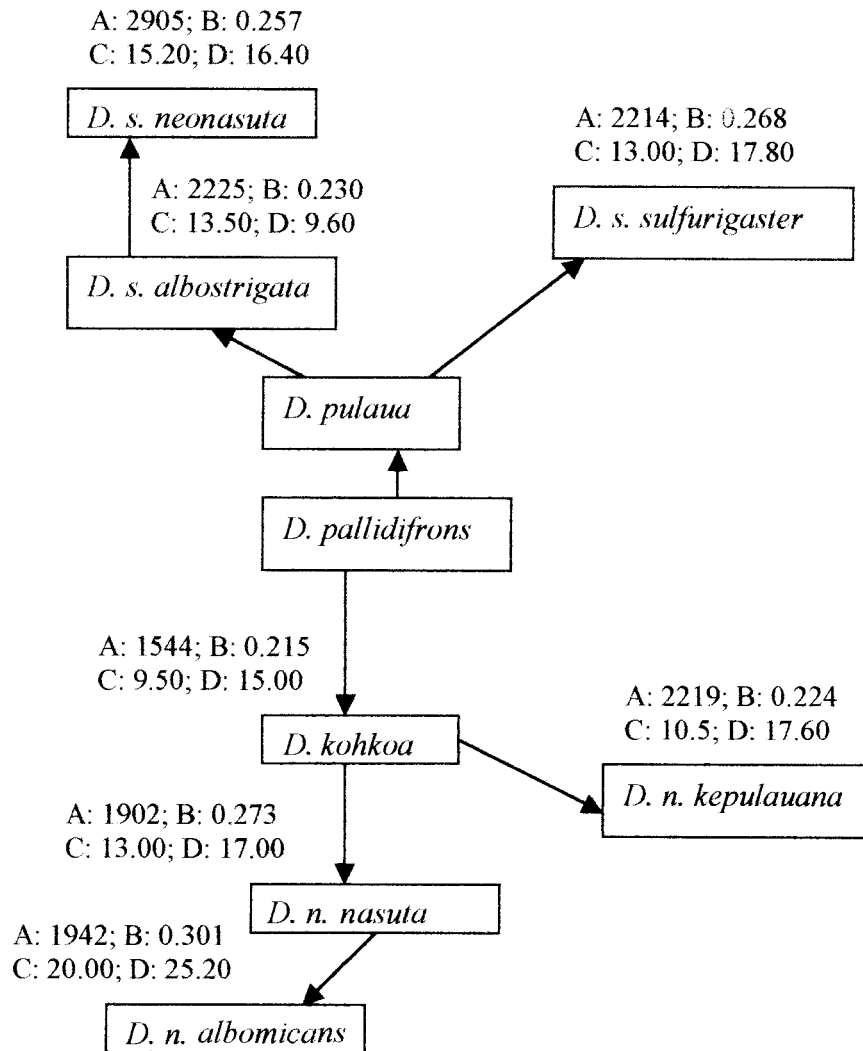 A: 2905; B: 0.257
C: 15.20; D: 16.40
D. s. neonasuta
A: 2214; B: 0.268
C: 13.00; D: 17.80
D. s. sulfurigaster
A: 2225; B: 0.230
C: 13.50; D: 9.60
D. s. albostrigata
D. pulaua
D. pallidifrons
A: 1544; B: 0.215
C: 9.50; D: 15.00
D. kohkoa
A: 2219; B: 0.224
C: 10.5; D: 17.60
D. n. kepulauana
A: 1902; B: 0.273
C: 13.00; D: 17.00
D. n. nasuta
A: 1942; B: 0.301
C: 20.00; D: 25.20
D. n. albomicans